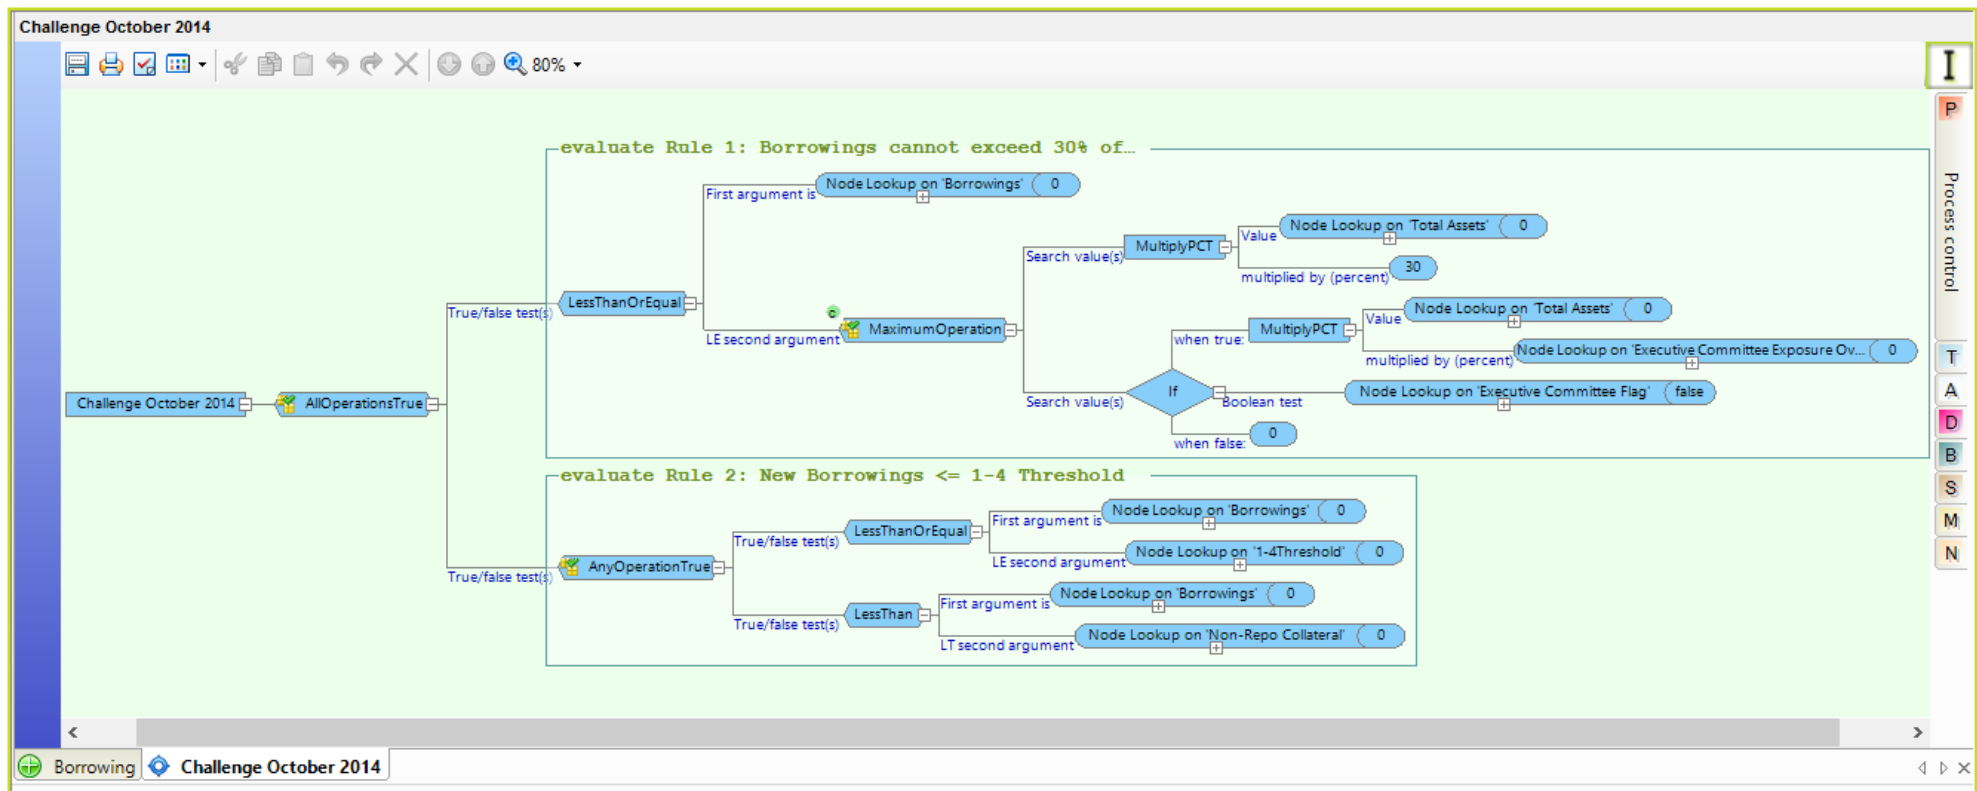 Challenge October 2014
80%
I
P
Process control
T
A
D
B
S
M
N
evaluate Rule 1: Borrowings cannot exceed 30% of…
First argument is
Node Lookup on 'Borrowings' 0
Search value(s)
MultiplyPCT
Value
Node Lookup on 'Total Assets' 0
multiplied by (percent)
30
True/false test(s)
LessThanOrEqual
LE second argument
c
MaximumOperation
when true:
MultiplyPCT
Value
Node Lookup on 'Total Assets' 0
multiplied by (percent)
Node Lookup on 'Executive Committee Exposure Ov... 0
Search value(s)
If
Boolean test
Node Lookup on 'Executive Committee Flag' false
when false:
0
Challenge October 2014
AllOperationsTrue
evaluate Rule 2: New Borrowings <= 1-4 Threshold
True/false test(s)
AnyOperationTrue
True/false test(s)
LessThanOrEqual
First argument is
Node Lookup on 'Borrowings' 0
LE second argument
Node Lookup on '1-4Threshold' 0
True/false test(s)
LessThan
First argument is
Node Lookup on 'Borrowings' 0
LT second argument
Node Lookup on 'Non-Repo Collateral' 0
Borrowing
Challenge October 2014